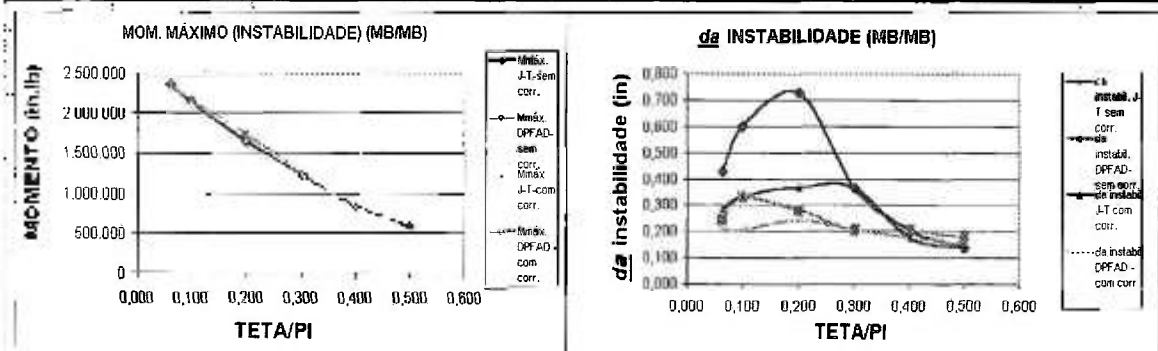 MOM. MÁXIMO (INSTABILIDADE) (MB/MB)
MOMENTO (in.lb)
2.500.000
2.000.000
1.500.000
1.000.000
500.000
0
0,000
0,100
0,200
0,300
0,400
0,500
0,600
TETA/PI
Mmáx.
J-T-sem
corr.
Mmáx.
DPFAD-
sem
corr.
Mmáx
J-T-com
corr.
Mmáx.
DPFAD -
com
corr.
da INSTABILIDADE (MB/MB)
da instabilidade (in)
0,800
0,700
0,600
0,500
0,400
0,300
0,200
0,100
0,000
0,000
0,100
0,200
0,300
0,400
0,500
0,600
TETA/PI
instabil. J-
T sem
corr.
da
instabil.
DPFAD-
sem corr.
da instabil
J-T com
corr.
da instabil
DPFAD -
com corr